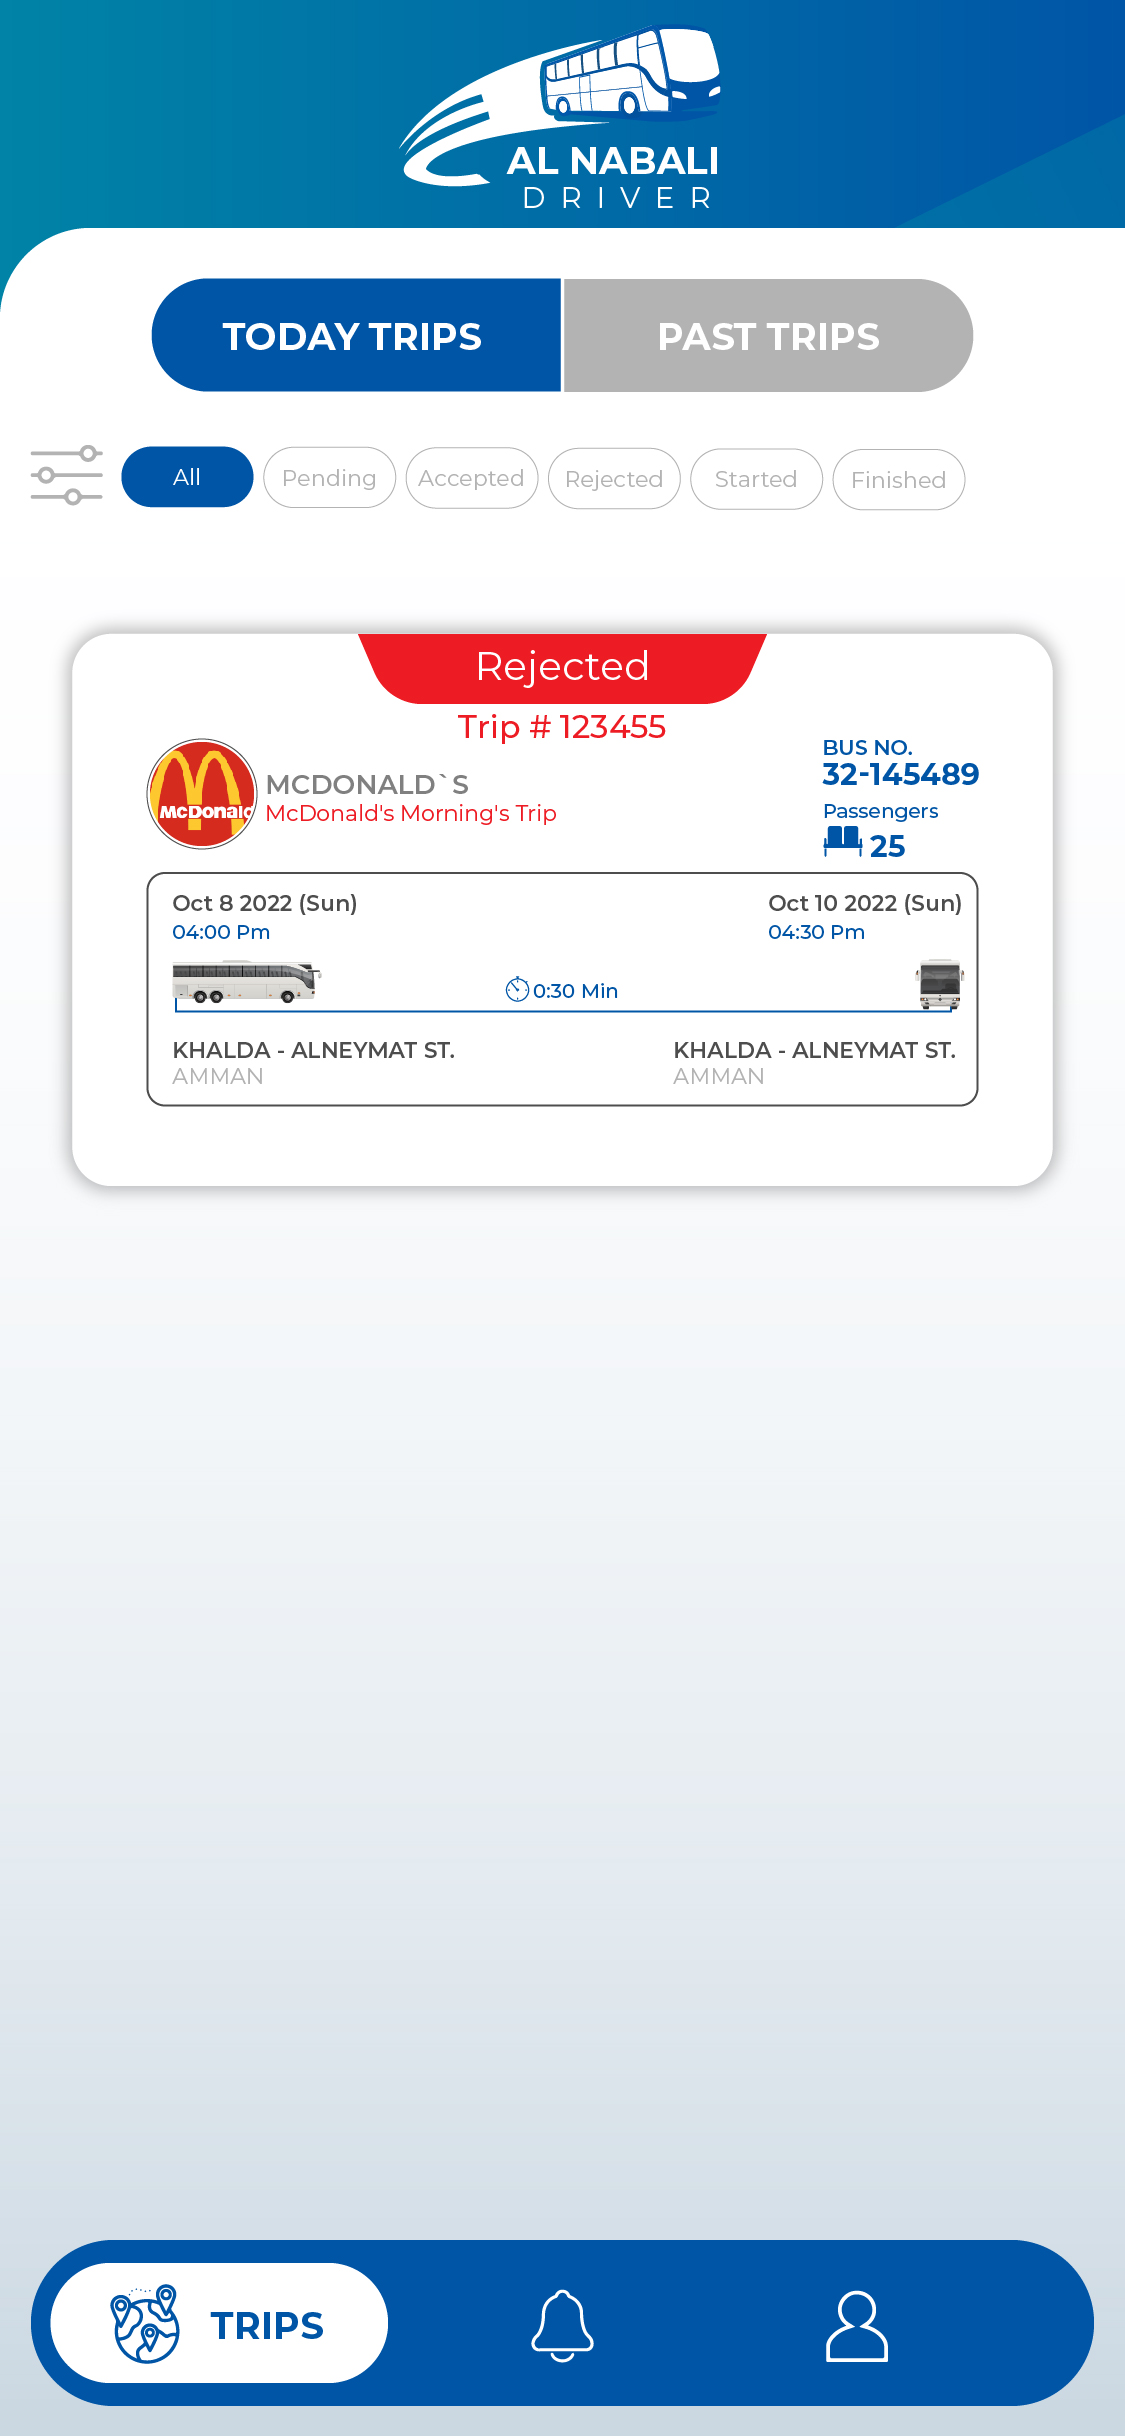 AL NABALI
DRIVER
TODAY TRIPS
PAST TRIPS
All
Pending
Accepted
Rejected
Started
Finished
Rejected
Trip # 123455
McDonald
MCDONALD`S
McDonald's Morning's Trip
BUS NO.
32-145489
Passengers
25
Oct 8 2022 (Sun)
04:00 Pm
Oct 10 2022 (Sun)
04:30 Pm
0:30 Min
KHALDA - ALNEYMAT ST.
AMMAN
KHALDA - ALNEYMAT ST.
AMMAN
TRIPS